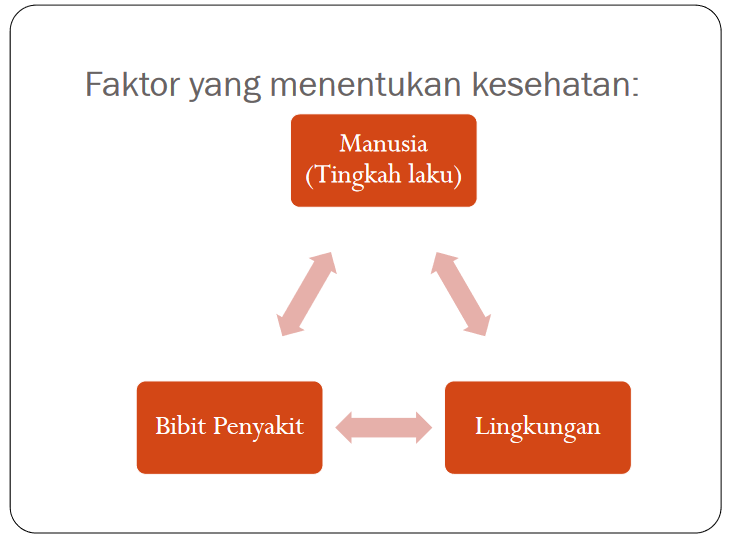 Faktor yang menentukan kesehatan:
Manusia
(Tingkah laku)
Bibit Penyakit
Lingkungan